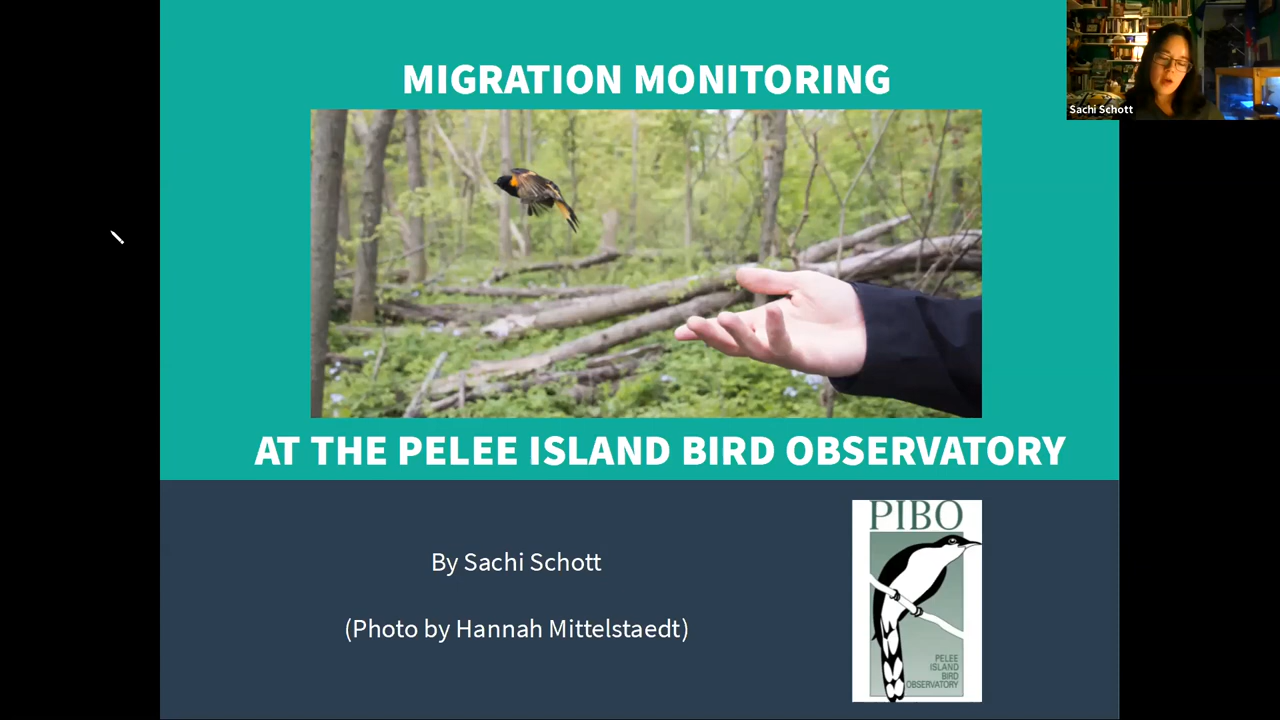 MIGRATION MONITORING
Sachi Schott
AT THE PELEE ISLAND BIRD OBSERVATORY
By Sachi Schott
(Photo by Hannah Mittelstaedt)
PIBO
PELEE
ISLAND
BIRD
OBSERVATORY